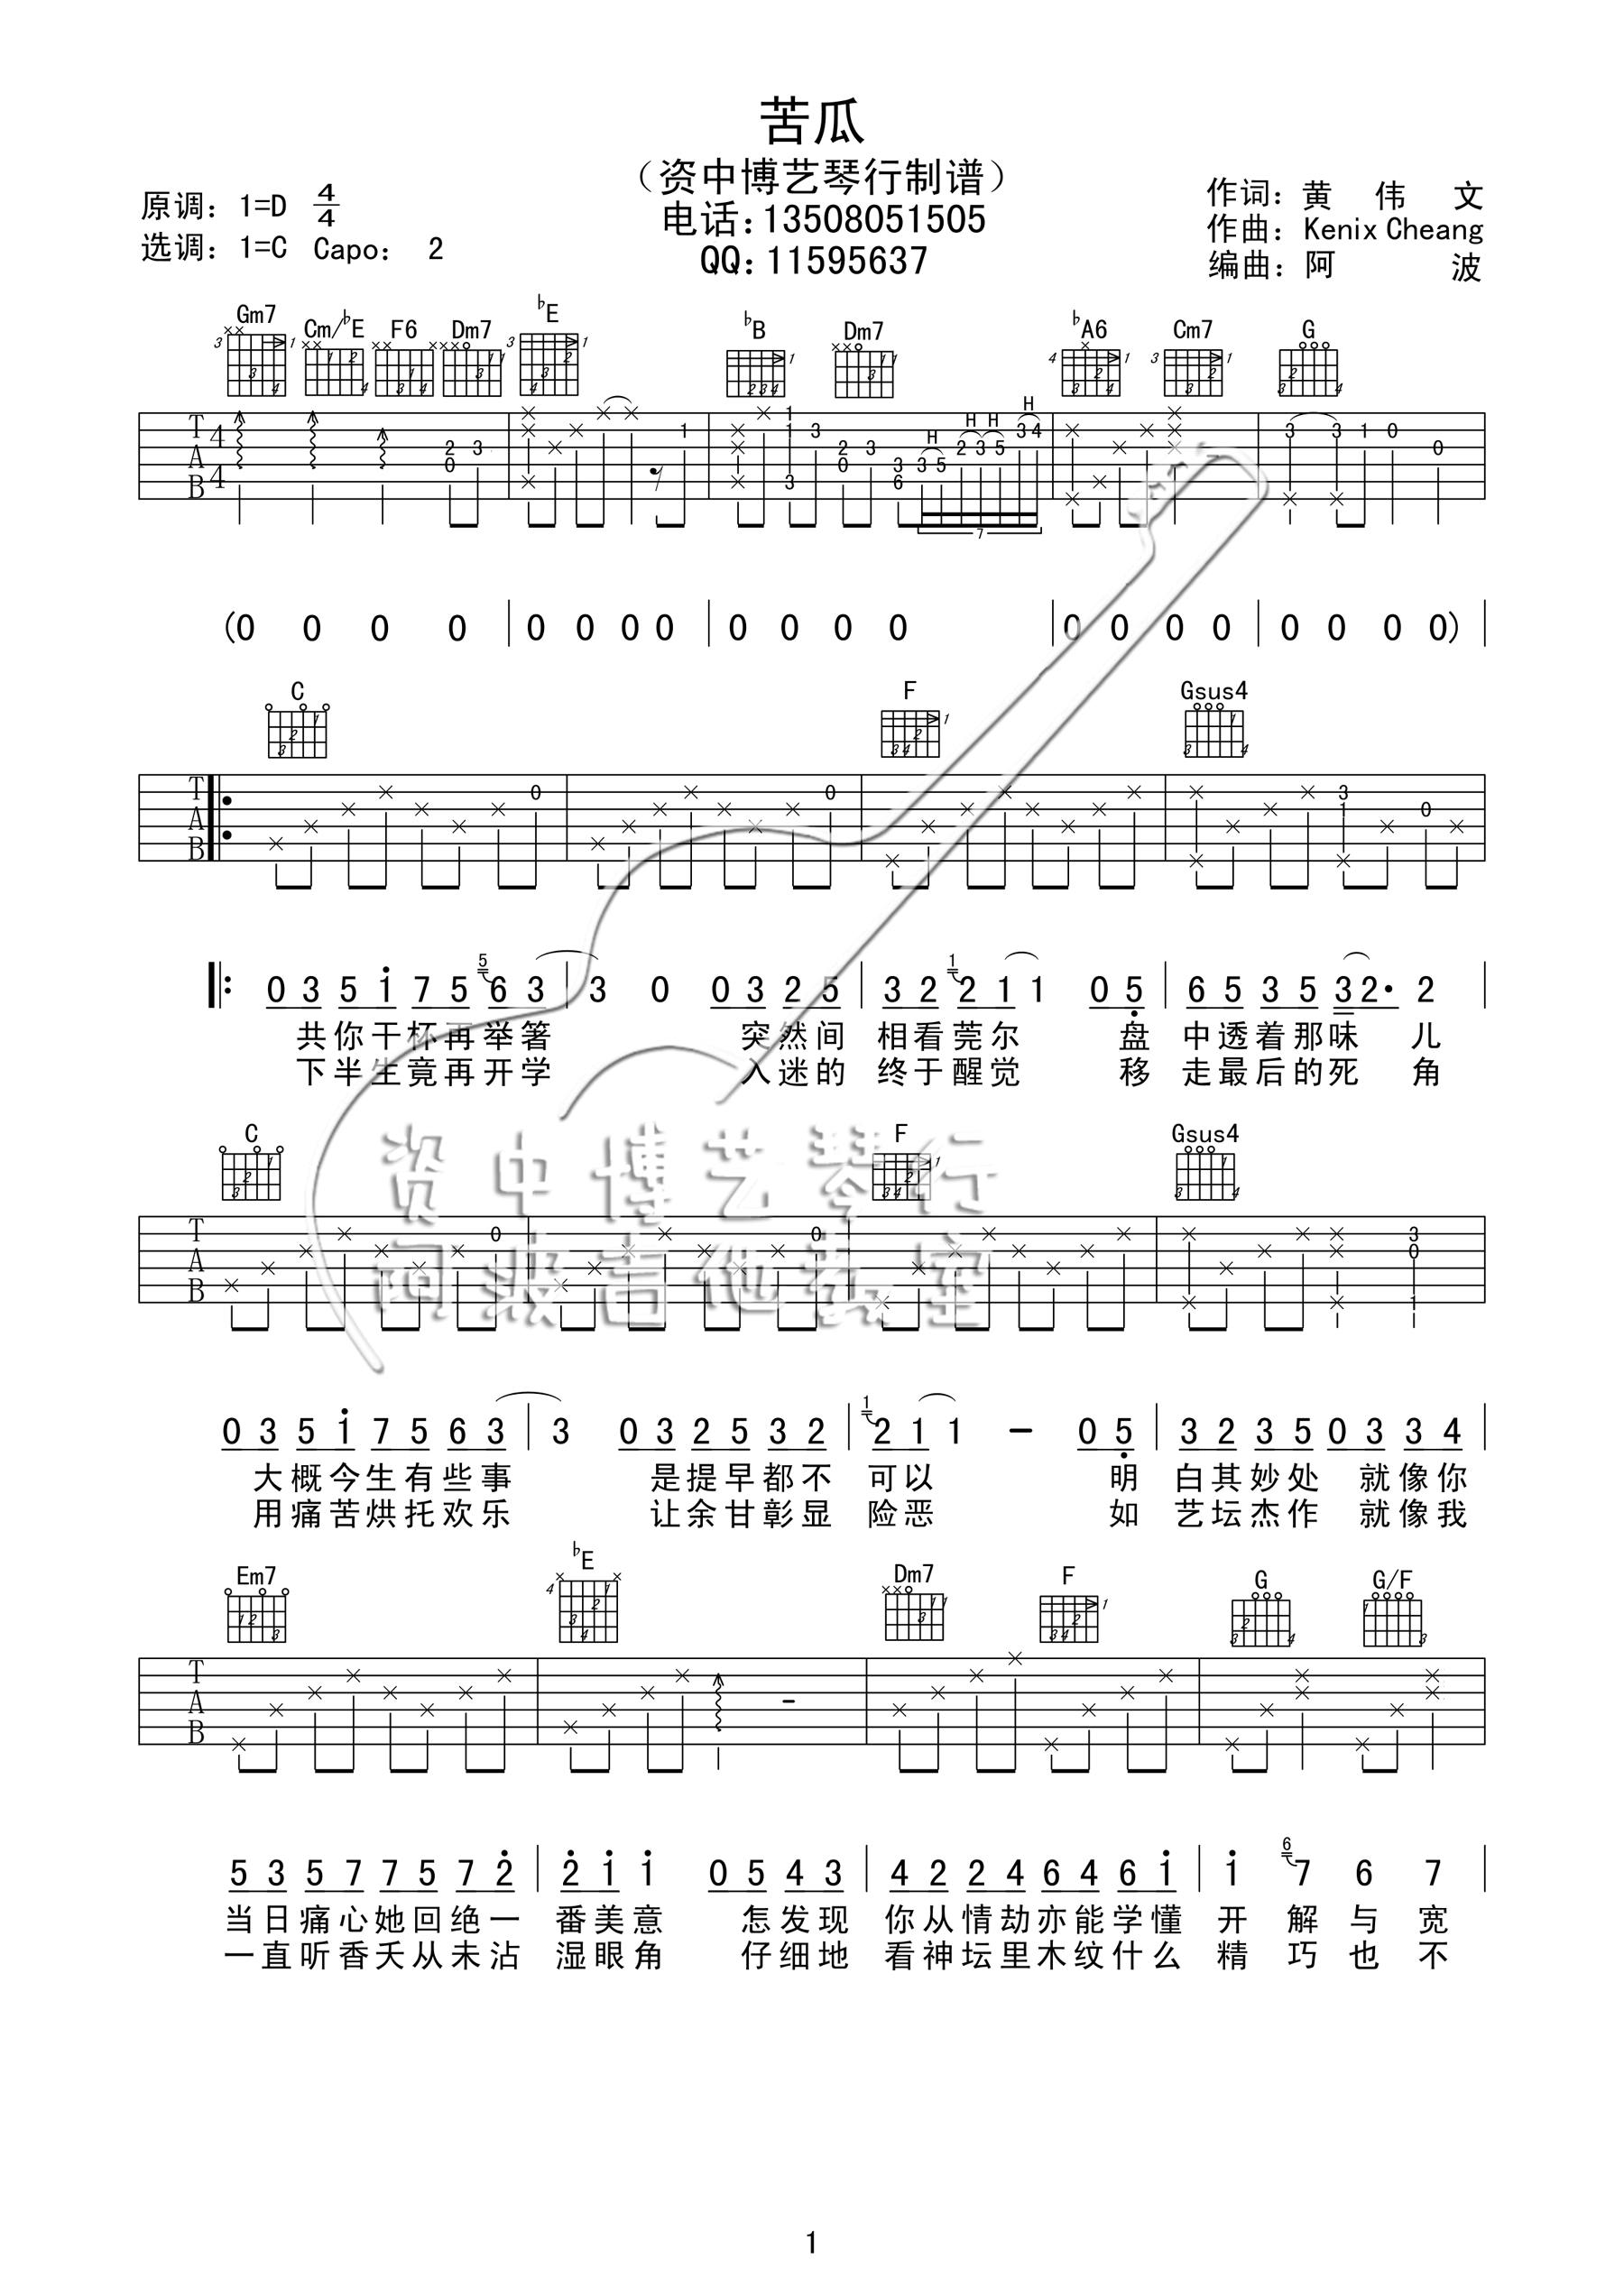 苦瓜
（资中博艺琴行制谱）
电话：13508051505
QQ：11595637
原调：1=D 4/4
选调：1=C Capo： 2
作词：黄 伟 文
作曲：Kenix Cheang
编曲：阿 波
Gm7 Cm/♭E F6 Dm7 ♭E ♭B Dm7 ♭A6 Cm7 G
(0 0 0 0 | 0 0 0 0 | 0 0 0 0 | 0 0 0 0 | 0 0 0 0) |
C F Gsus4
0 3 5 1 7 5 5 6 3 | 3 0 0 3 2 5 | 3 2 1 2 1 1 0 5 | 6 5 3 5 3 2· 2 |
共你干杯再举箸 突然间 相看莞尔 盘 中透着那味 儿
下半生竟再开学 入迷的 终于醒觉 移 走最后的死 角
资中博艺琴行
阿波吉他教室
C F Gsus4
0 3 5 1 7 5 6 3 | 3 0 3 2 5 3 2 | 1 2 1 1 - 0 5 | 3 2 3 5 0 3 3 4 |
大概今生有些事 是提早都不 可以 明 白其妙处 就像你
用痛苦烘托欢乐 让余甘彰显 险恶 如 艺坛杰作 就像我
Em7 ♭E Dm7 F G G/F
5 3 5 7 7 5 7 2 | 2 1 1 0 5 4 3 | 4 2 2 4 6 4 6 1 | 1 6 7 6 7 |
当日痛心她回绝一 番美意 怎发现 你从情劫亦能学懂 开 解 与 宽
一直听香夭从未沾 湿眼角 仔细地 看神坛里木纹什么 精 巧 也 不
1